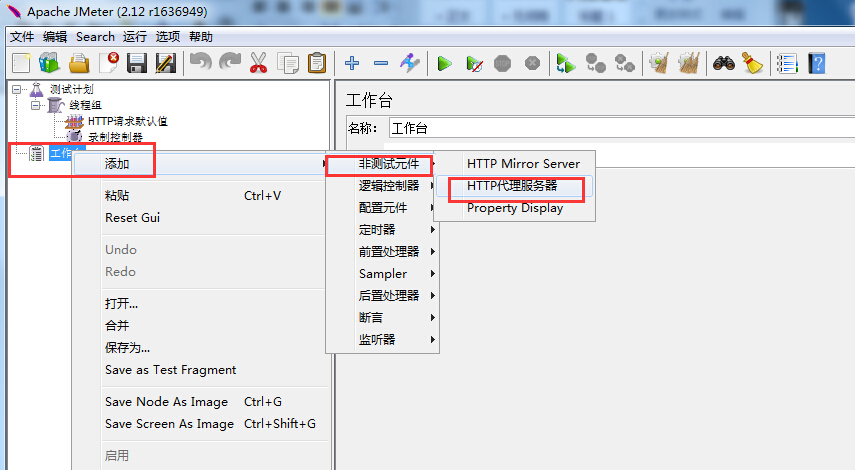 Apache JMeter (2.12 r1636949)
文件 编辑 Search 运行 选项 帮助
测试计划
线程组
HTTP请求默认值
录制控制器
工作台
工作台
名称： 工作台
添加
粘贴 Ctrl+V
Reset Gui
Undo
Redo
打开...
合并
保存为...
Save as Test Fragment
Save Node As Image Ctrl+G
Save Screen As Image Ctrl+Shift+G
启用
非测试元件
逻辑控制器
配置元件
定时器
前置处理器
Sampler
后置处理器
断言
监听器
HTTP Mirror Server
HTTP代理服务器
Property Display